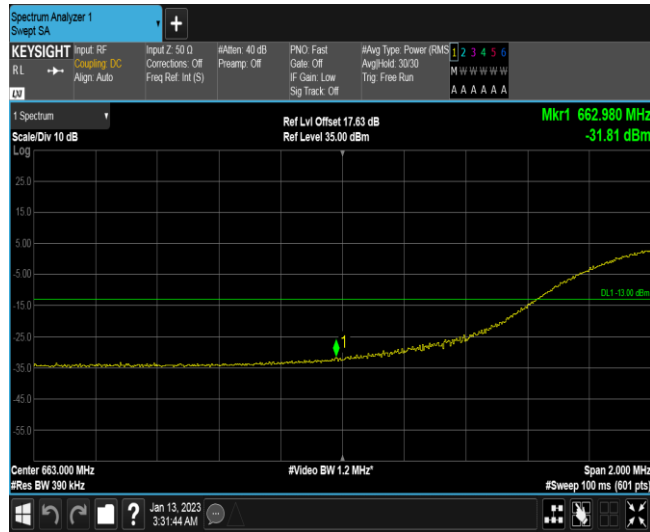 Spectrum Analyzer 1
Swept SA
+
KEYSIGHT
RL
LXI
Input: RF
Coupling: DC
Align: Auto
Input Z: 50 Ω
Corrections: Off
Freq Ref: Int (S)
#Atten: 40 dB
Preamp: Off
PNO: Fast
Gate: Off
IF Gain: Low
Sig Track: Off
#Avg Type: Power (RMS
Avg|Hold: 30/30
Trig: Free Run
1 2 3 4 5 6
M W W W W W
A A A A A A
1 Spectrum
Scale/Div 10 dB
Log
Ref Lvl Offset 17.63 dB
Ref Level 35.00 dBm
Mkr1 662.980 MHz
-31.81 dBm
25.0
15.0
5.00
-5.00
DL1 -13.00 dBm
-15.0
-25.0
1
-35.0
-45.0
-55.0
Center 663.000 MHz
#Res BW 390 kHz
#Video BW 1.2 MHz*
Span 2.000 MHz
#Sweep 100 ms (601 pts)
?
Jan 13, 2023
3:31:44 AM